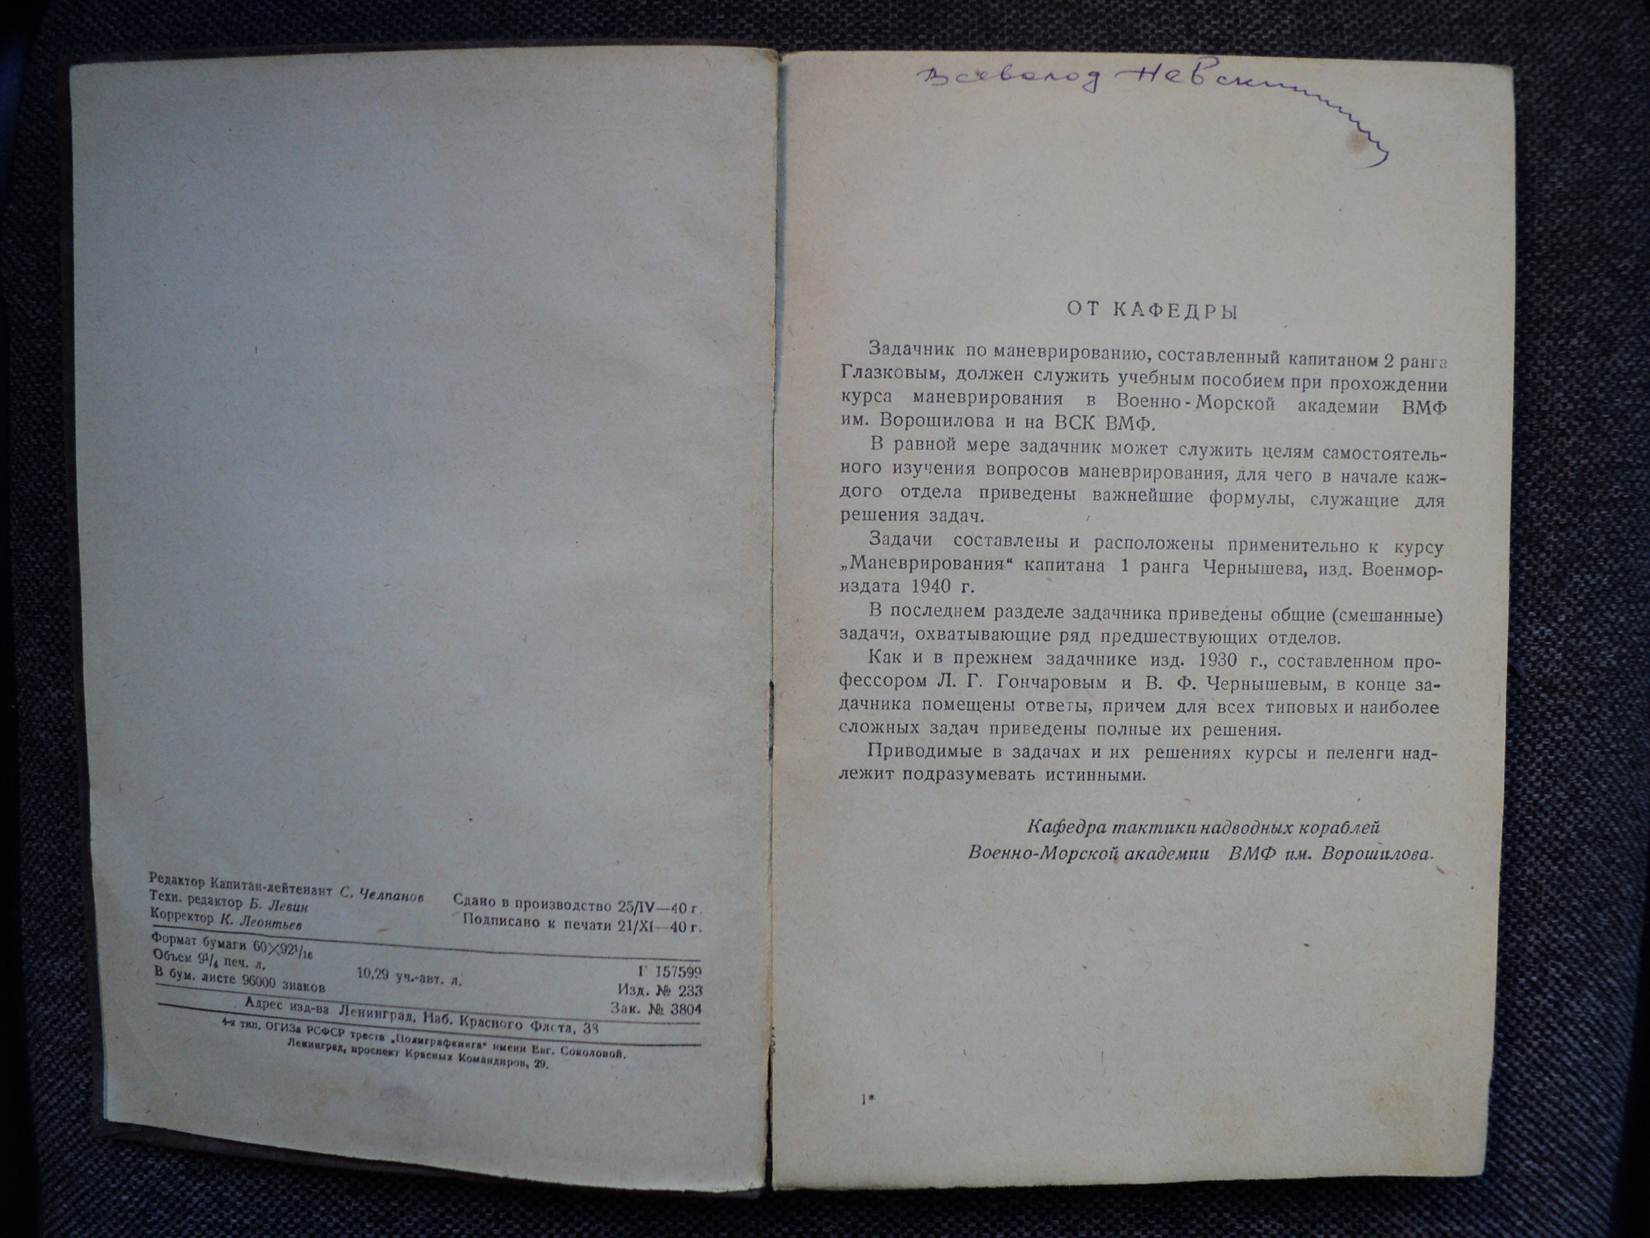 Редактор Капитан-лейтенант С. Челпанов
Техн. редактор Б. Левин
Корректор К. Леонтьев
Сдано в производство 25/IV—40 г.
Подписано к печати 21/XI—40 г.
Формат бумаги 60×92 1/16
Объем 9 1/4 печ. л.
В бум. листе 96000 знаков
10,29 уч.-авт. л.
Г 157599
Изд. № 233
Зак. № 3804
Адрес изд-ва Ленинград, Наб. Красного Флота, 38
4-я тип. ОГИЗа РСФСР треста „Полиграфкнига" имени Евг. Соколовой.
Ленинград, проспект Красных Командиров, 29.
Всеволод Невский
ОТ КАФЕДРЫ
Задачник по маневрированию, составленный капитаном 2 ранга
Глазковым, должен служить учебным пособием при прохождении
курса маневрирования в Военно-Морской академии ВМФ
им. Ворошилова и на ВСК ВМФ.
В равной мере задачник может служить целям самостоятель-
ного изучения вопросов маневрирования, для чего в начале каж-
дого отдела приведены важнейшие формулы, служащие для
решения задач.
Задачи составлены и расположены применительно к курсу
„Маневрирования" капитана 1 ранга Чернышева, изд. Военмор-
издата 1940 г.
В последнем разделе задачника приведены общие (смешанные)
задачи, охватывающие ряд предшествующих отделов.
Как и в прежнем задачнике изд. 1930 г., составленном про-
фессором Л. Г. Гончаровым и В. Ф. Чернышевым, в конце за-
дачника помещены ответы, причем для всех типовых и наиболее
сложных задач приведены полные их решения.
Приводимые в задачах и их решениях курсы и пеленги над-
лежит подразумевать истинными.
Кафедра тактики надводных кораблей
Военно-Морской академии ВМФ им. Ворошилова.
1*